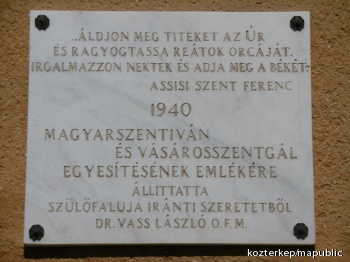 „ÁLDJON MEG TITEKET AZ ÚR
ÉS RAGYOGTASSA REÁTOK ORCÁJÁT.
IRGALMAZZON NEKTEK ÉS ADJA MEG A BÉKÉT."
ASSISI SZENT FERENC
1940
MAGYARSZENTIVÁN
ÉS VÁSÁROSSZENTGÁL
EGYESÍTÉSÉNEK EMLÉKÉRE
ÁLLITTATTA
SZÜLŐFALUJA IRÁNTI SZERETETBŐL
DR. VASS LÁSZLÓ O.F.M.
kozterkep/mapublic